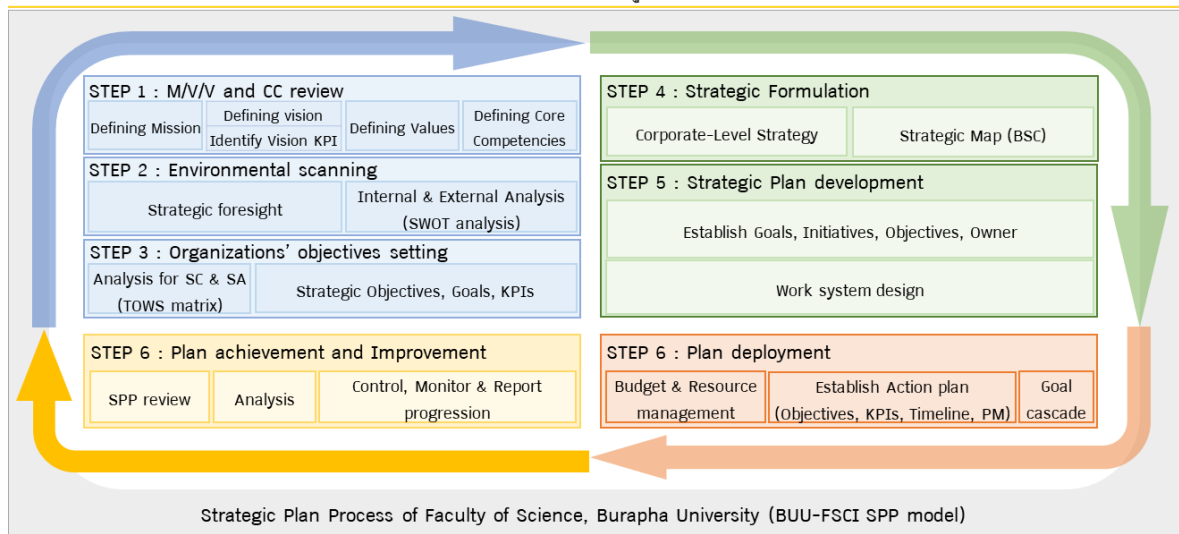 STEP 1 : M/V/V and CC review
Defining Mission
Defining vision
Identify Vision KPI
Defining Values
Defining Core
Competencies
STEP 2 : Environmental scanning
Strategic foresight
Internal & External Analysis
(SWOT analysis)
STEP 3 : Organizations' objectives setting
Analysis for SC & SA
(TOWS matrix)
Strategic Objectives, Goals, KPIs
STEP 4 : Strategic Formulation
Corporate-Level Strategy
Strategic Map (BSC)
STEP 5 : Strategic Plan development
Establish Goals, Initiatives, Objectives, Owner
Work system design
STEP 6 : Plan achievement and Improvement
SPP review
Analysis
Control, Monitor & Report
progression
STEP 6 : Plan deployment
Budget & Resource
management
Establish Action plan
(Objectives, KPIs, Timeline, PM)
Goal
cascade
Strategic Plan Process of Faculty of Science, Burapha University (BUU-FSCI SPP model)